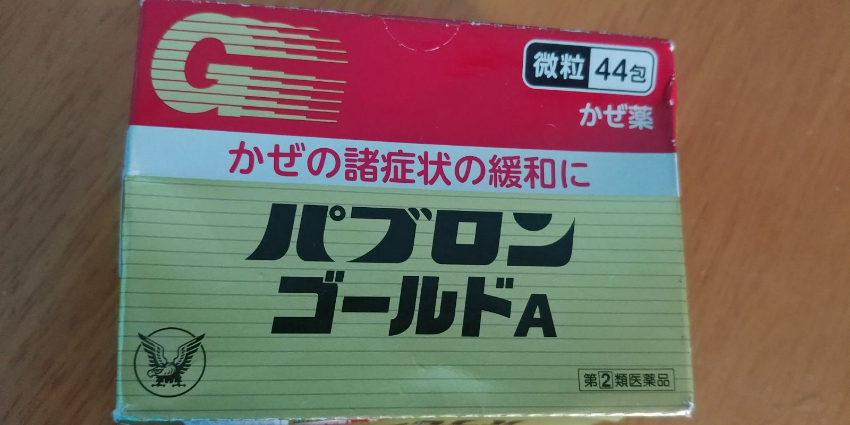 G
微粒 44包
かぜ薬
かぜの諸症状の緩和に
パブロン
ゴールドA
第②類医薬品